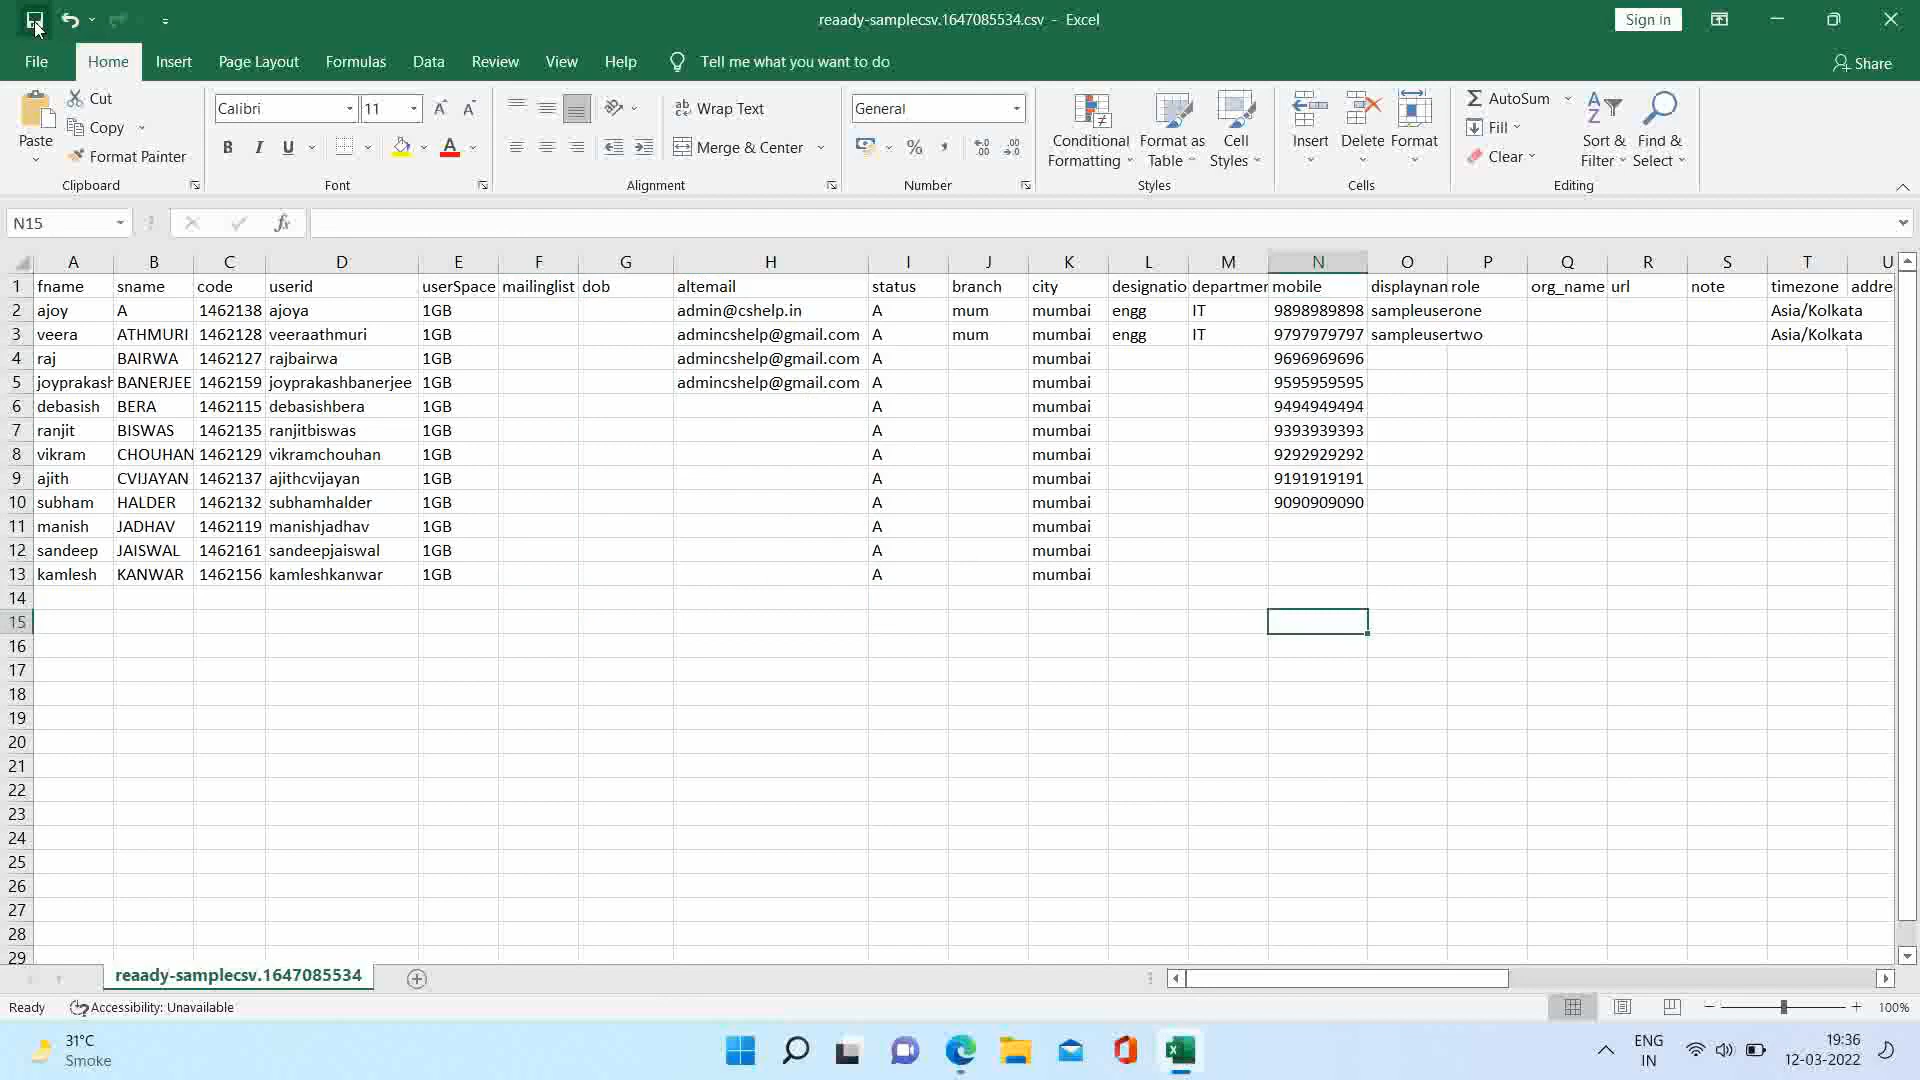 reaady-samplecsv.1647085534.csv - Excel
Sign in
File Home Insert Page Layout Formulas Data Review View Help Tell me what you want to do Share
Paste
Cut
Copy
Format Painter
Clipboard
Calibri 11
B I U
Font
Wrap Text
Merge & Center
Alignment
General
Number
Conditional Formatting
Format as Table
Cell Styles
Styles
Insert Delete Format
Cells
AutoSum
Fill
Clear
Sort & Filter
Find & Select
Editing
N15 fx
A B C D E F G H I J K L M N O P Q R S T U
1 fname sname code userid userSpace mailinglist dob altemail status branch city designatio departmer mobile displaynan role org_name url note timezone addre
2 ajoy A 1462138 ajoya 1GB admin@cshelp.in A mum mumbai engg IT 9898989898 sampleuserone Asia/Kolkata
3 veera ATHMURI 1462128 veeraathmuri 1GB admincshelp@gmail.com A mum mumbai engg IT 9797979797 sampleusertwo Asia/Kolkata
4 raj BAIRWA 1462127 rajbairwa 1GB admincshelp@gmail.com A mumbai 9696969696
5 joyprakash BANERJEE 1462159 joyprakashbanerjee 1GB admincshelp@gmail.com A mumbai 9595959595
6 debasish BERA 1462115 debasishbera 1GB A mumbai 9494949494
7 ranjit BISWAS 1462135 ranjitbiswas 1GB A mumbai 9393939393
8 vikram CHOUHAN 1462129 vikramchouhan 1GB A mumbai 9292929292
9 ajith CVIJAYAN 1462137 ajithcvijayan 1GB A mumbai 9191919191
10 subham HALDER 1462132 subhamhalder 1GB A mumbai 9090909090
11 manish JADHAV 1462119 manishjadhav 1GB A mumbai
12 sandeep JAISWAL 1462161 sandeepjaiswal 1GB A mumbai
13 kamlesh KANWAR 1462156 kamleshkanwar 1GB A mumbai
14
15
16
17
18
19
20
21
22
23
24
25
26
27
28
29
reaady-samplecsv.1647085534
Ready Accessibility: Unavailable 100%
31°C
Smoke
ENG
IN
19:36
12-03-2022